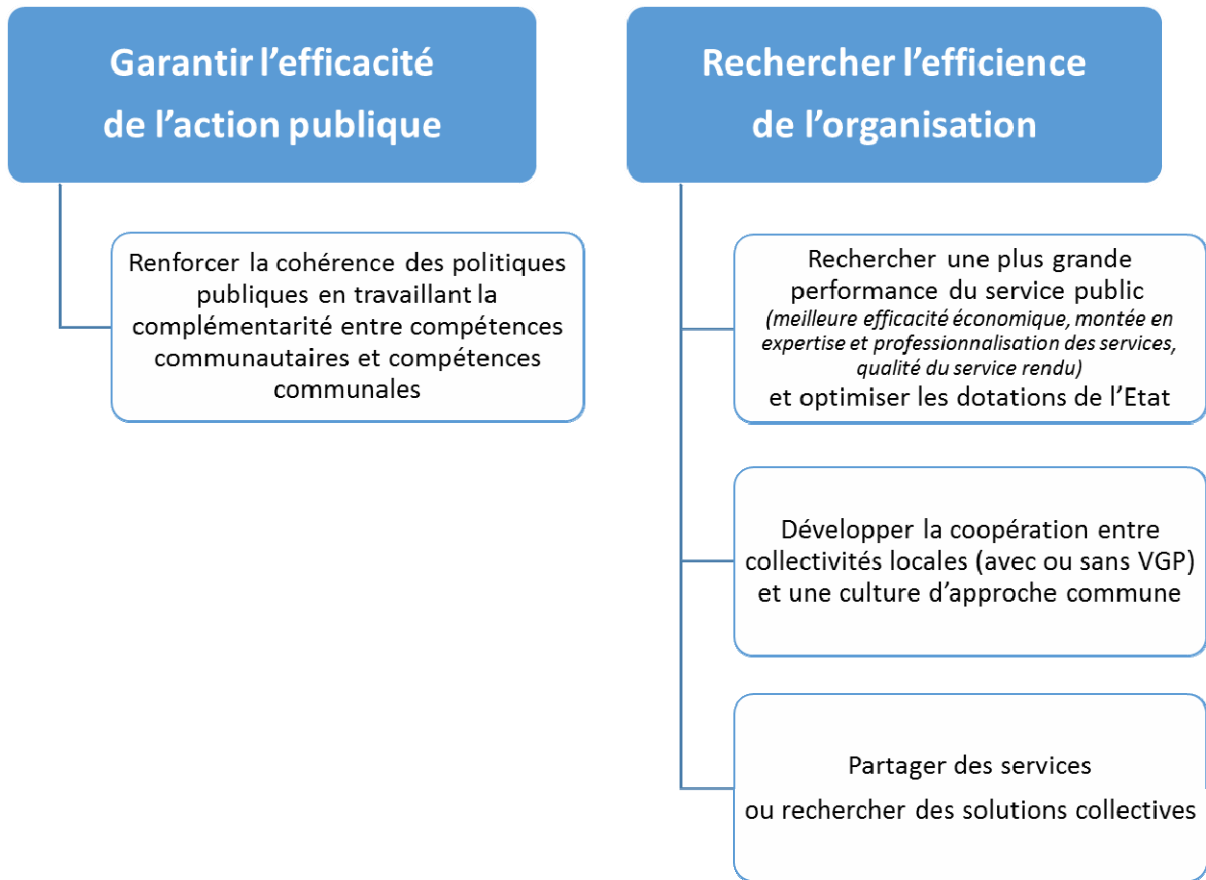 Garantir l’efficacité
de l’action publique
Renforcer la cohérence des politiques
publiques en travaillant la
complémentarité entre compétences
communautaires et compétences
communales
Rechercher l’efficience
de l’organisation
Rechercher une plus grande
performance du service public
(meilleure efficacité économique, montée en
expertise et professionnalisation des services,
qualité du service rendu)
et optimiser les dotations de l’Etat
Développer la coopération entre
collectivités locales (avec ou sans VGP)
et une culture d’approche commune
Partager des services
ou rechercher des solutions collectives